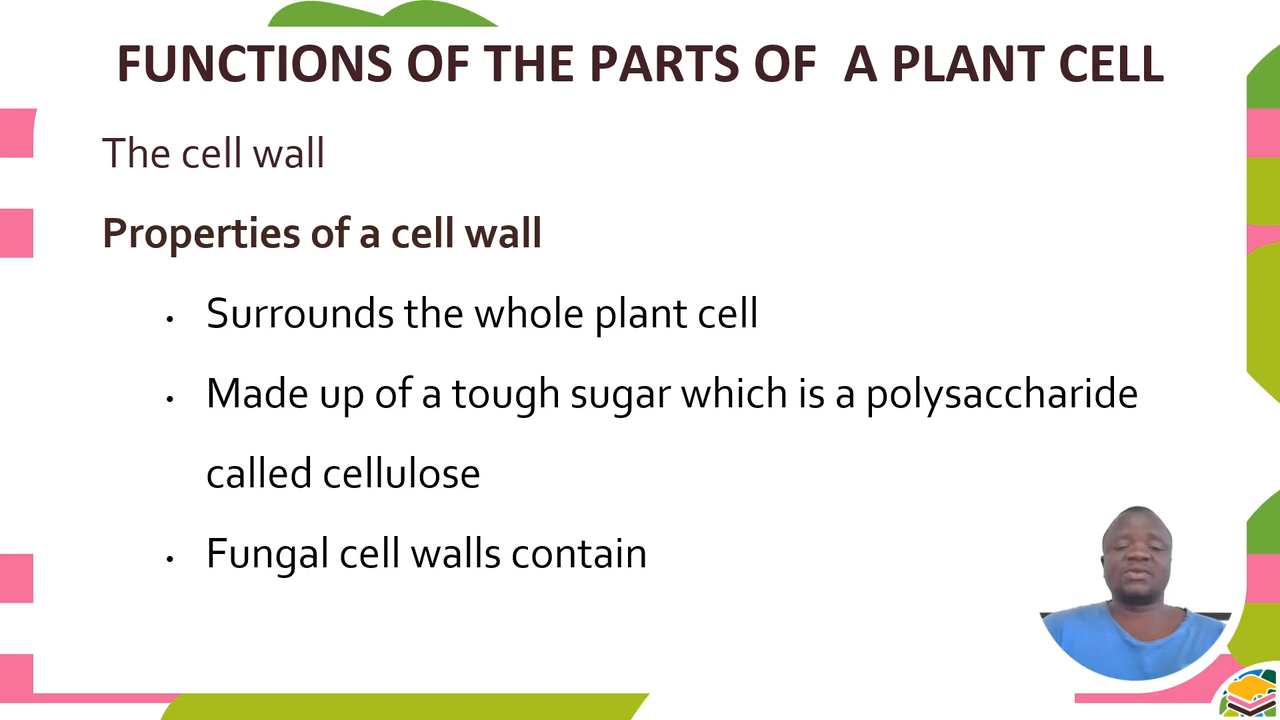 FUNCTIONS OF THE PARTS OF A PLANT CELL
The cell wall
Properties of a cell wall
• Surrounds the whole plant cell
• Made up of a tough sugar which is a polysaccharide
called cellulose
• Fungal cell walls contain